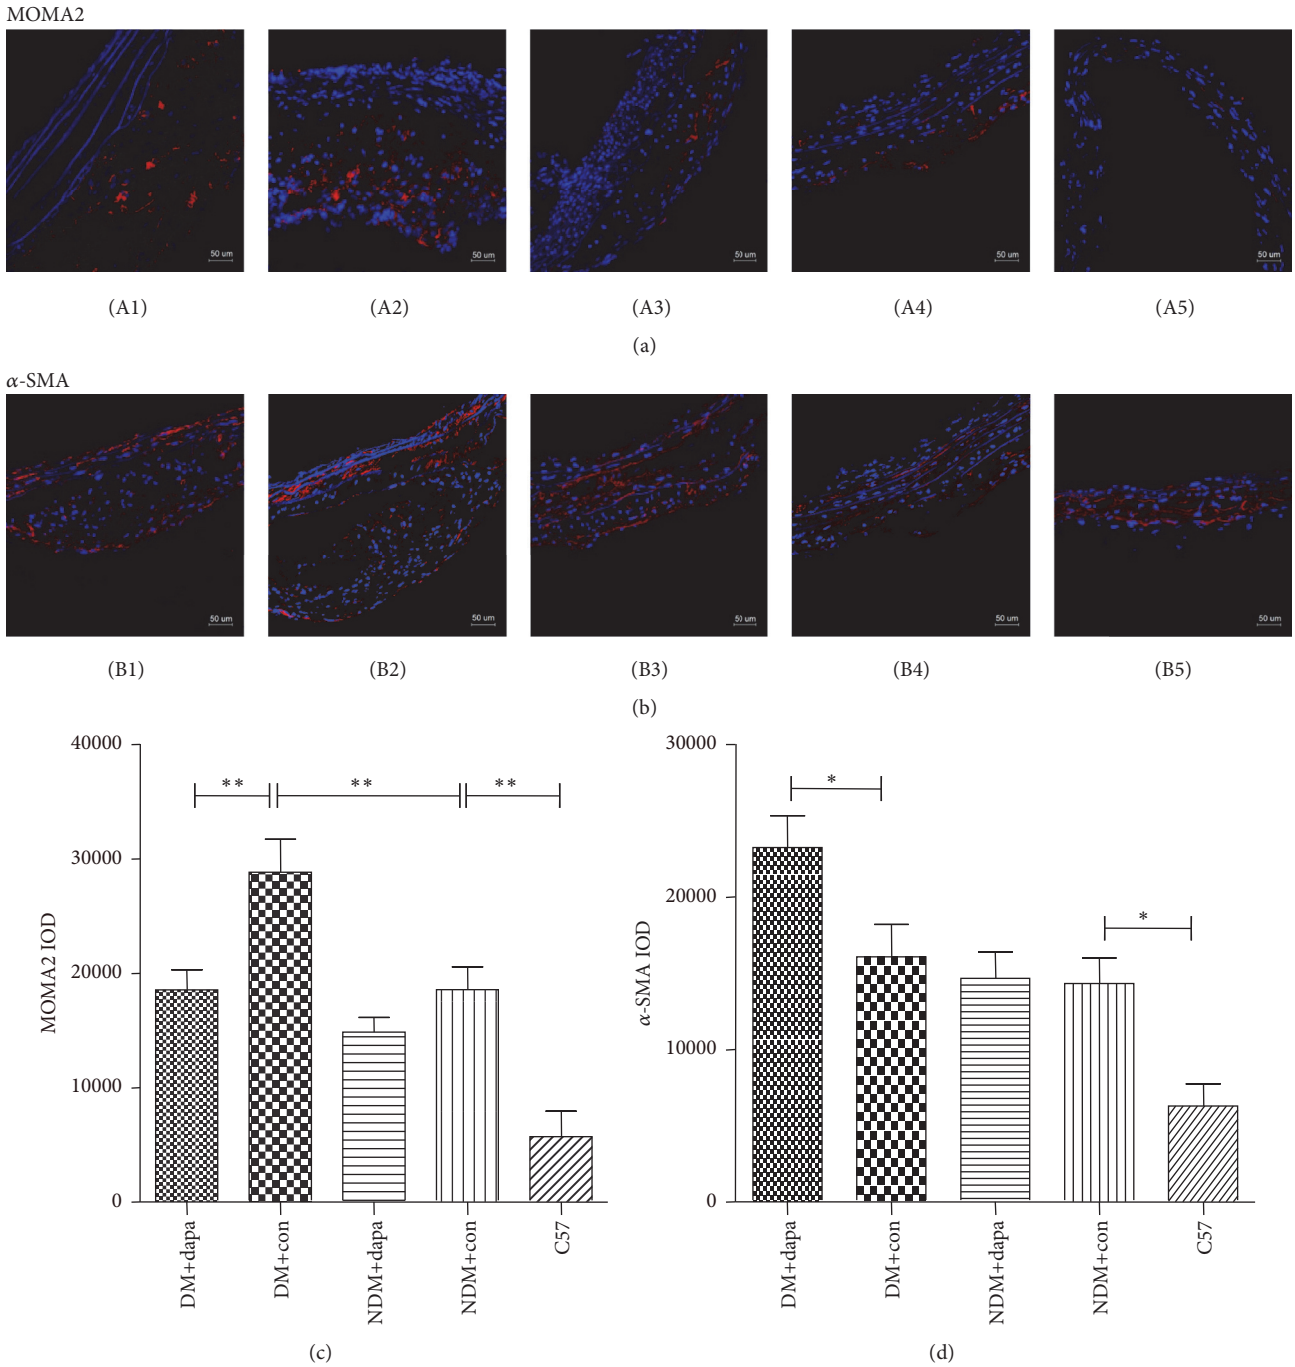 MOMA2
50 um 50 um 50 um 50 um 50 um
(A1) (A2) (A3) (A4) (A5)
(a)
α-SMA
50 um 50 um 50 um 50 um 50 um
(B1) (B2) (B3) (B4) (B5)
(b)
MOMA2 IOD
40000
30000
20000
10000
0
** ** **
DM+dapa
DM+con
NDM+dapa
NDM+con
C57
(c)
α-SMA IOD
30000
20000
10000
0
*
*
DM+dapa
DM+con
NDM+dapa
NDM+con
C57
(d)